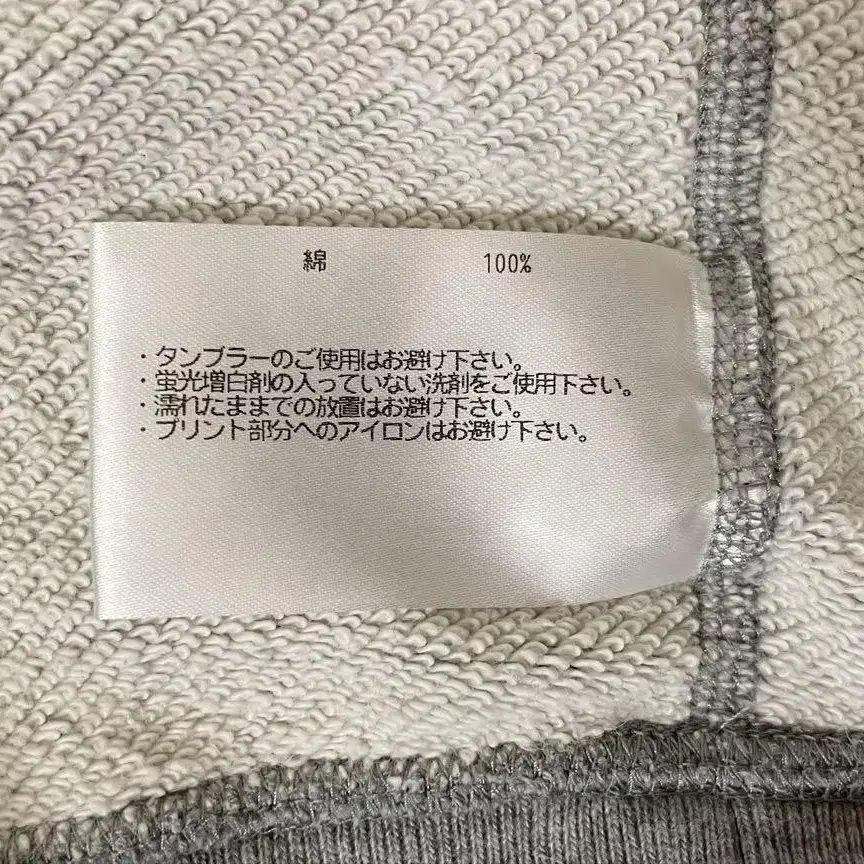 綿 100%
・タンブラーのご使用はお避け下さい。
・蛍光増白剤の入っていない洗剤をご使用下さい。
・濡れたままでの放置はお避け下さい。
・プリント部分へのアイロンはお避け下さい。